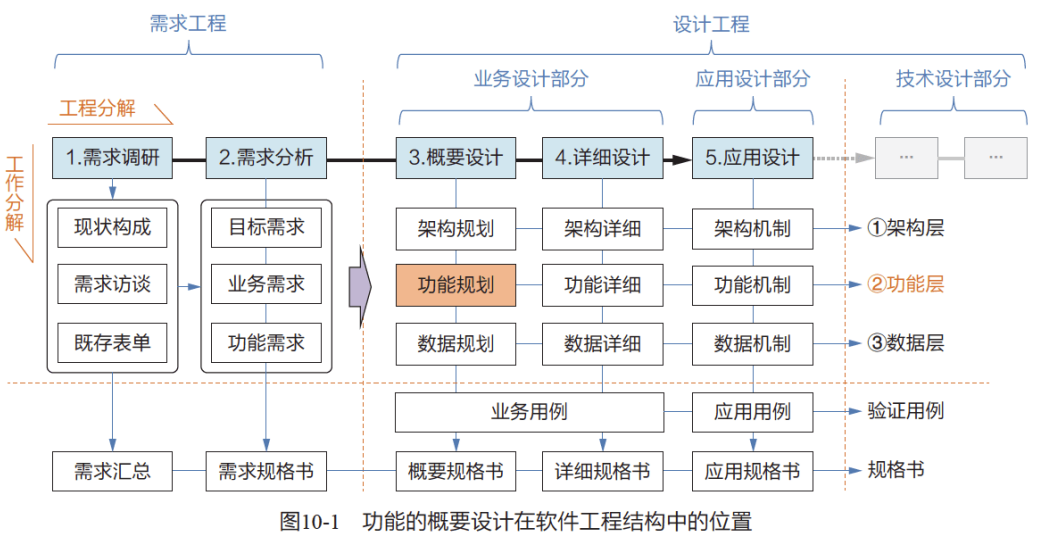 需求工程
设计工程
业务设计部分
应用设计部分
技术设计部分
工程分解
工作分解
1.需求调研
2.需求分析
3.概要设计
4.详细设计
5.应用设计
...
...
现状构成
目标需求
架构规划
架构详细
架构机制
①架构层
需求访谈
业务需求
功能规划
功能详细
功能机制
②功能层
既存表单
功能需求
数据规划
数据详细
数据机制
③数据层
业务用例
应用用例
验证用例
需求汇总
需求规格书
概要规格书
详细规格书
应用规格书
规格书
图10-1 功能的概要设计在软件工程结构中的位置